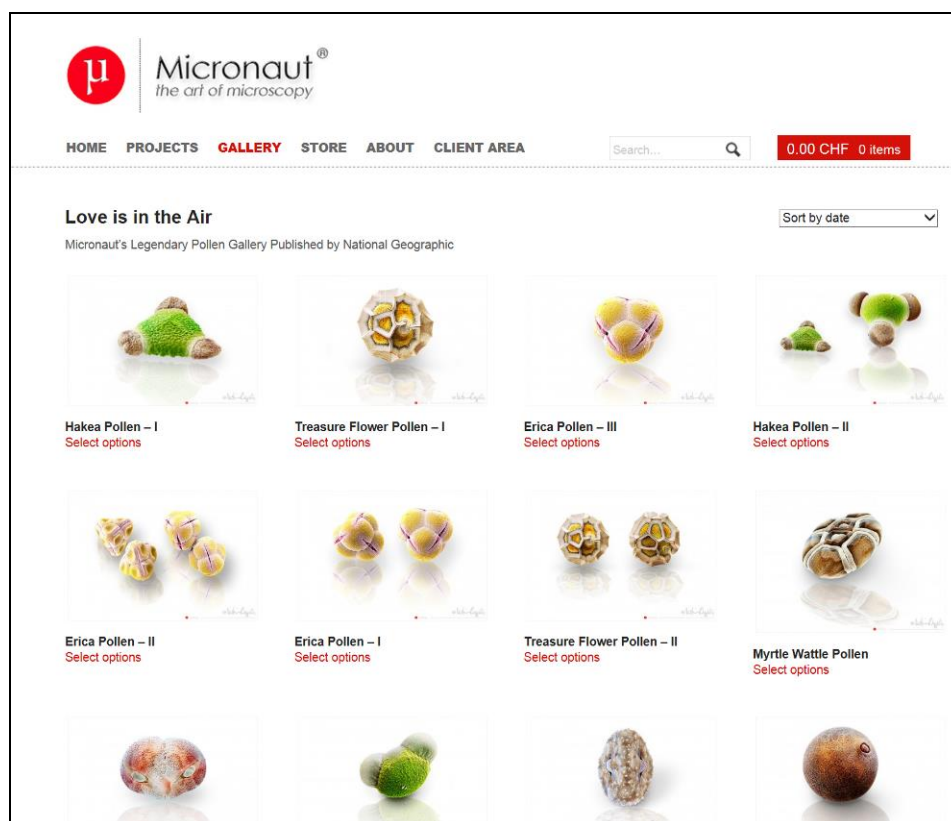 µ
Micronaut®
the art of microscopy
HOME PROJECTS GALLERY STORE ABOUT CLIENT AREA
Search...
0.00 CHF 0 items
Love is in the Air
Sort by date
Micronaut's Legendary Pollen Gallery Published by National Geographic
Hakea Pollen – I
Select options
Treasure Flower Pollen – I
Select options
Erica Pollen – III
Select options
Hakea Pollen – II
Select options
Erica Pollen – II
Select options
Erica Pollen – I
Select options
Treasure Flower Pollen – II
Select options
Myrtle Wattle Pollen
Select options